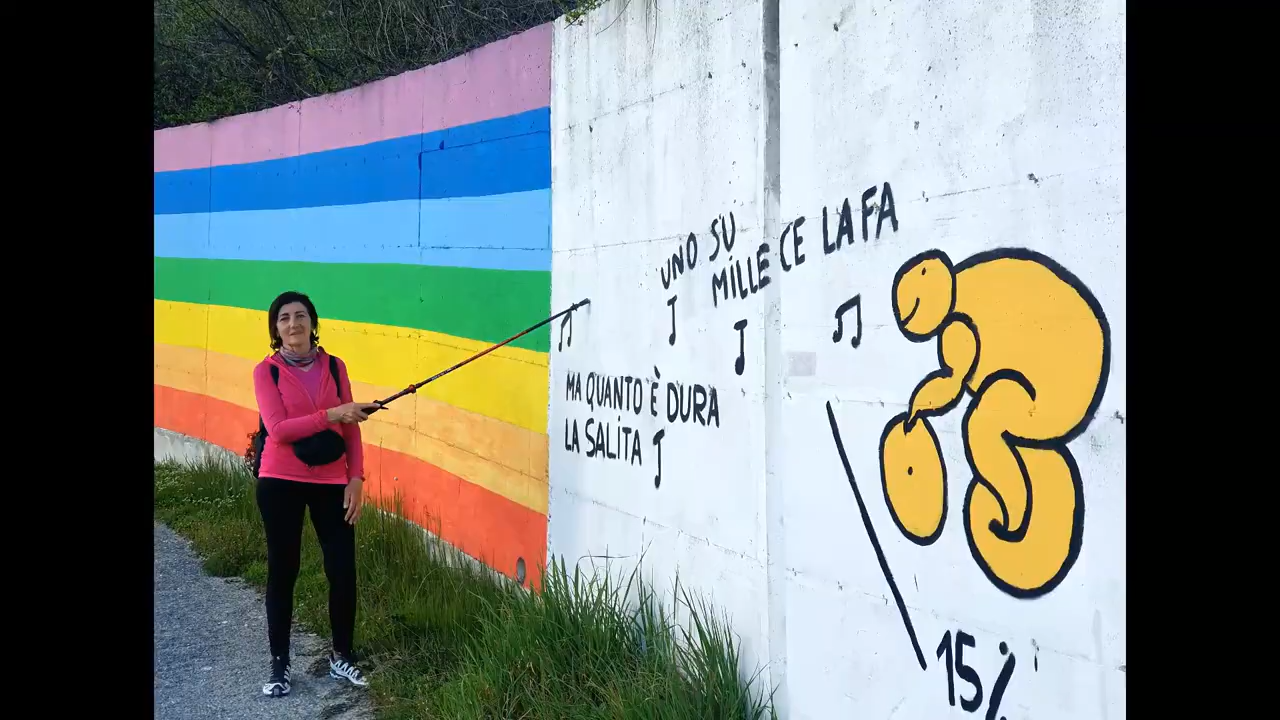 UNO SU
MILLE CE LA FA
MA QUANTO È DURA
LA SALITA
15%